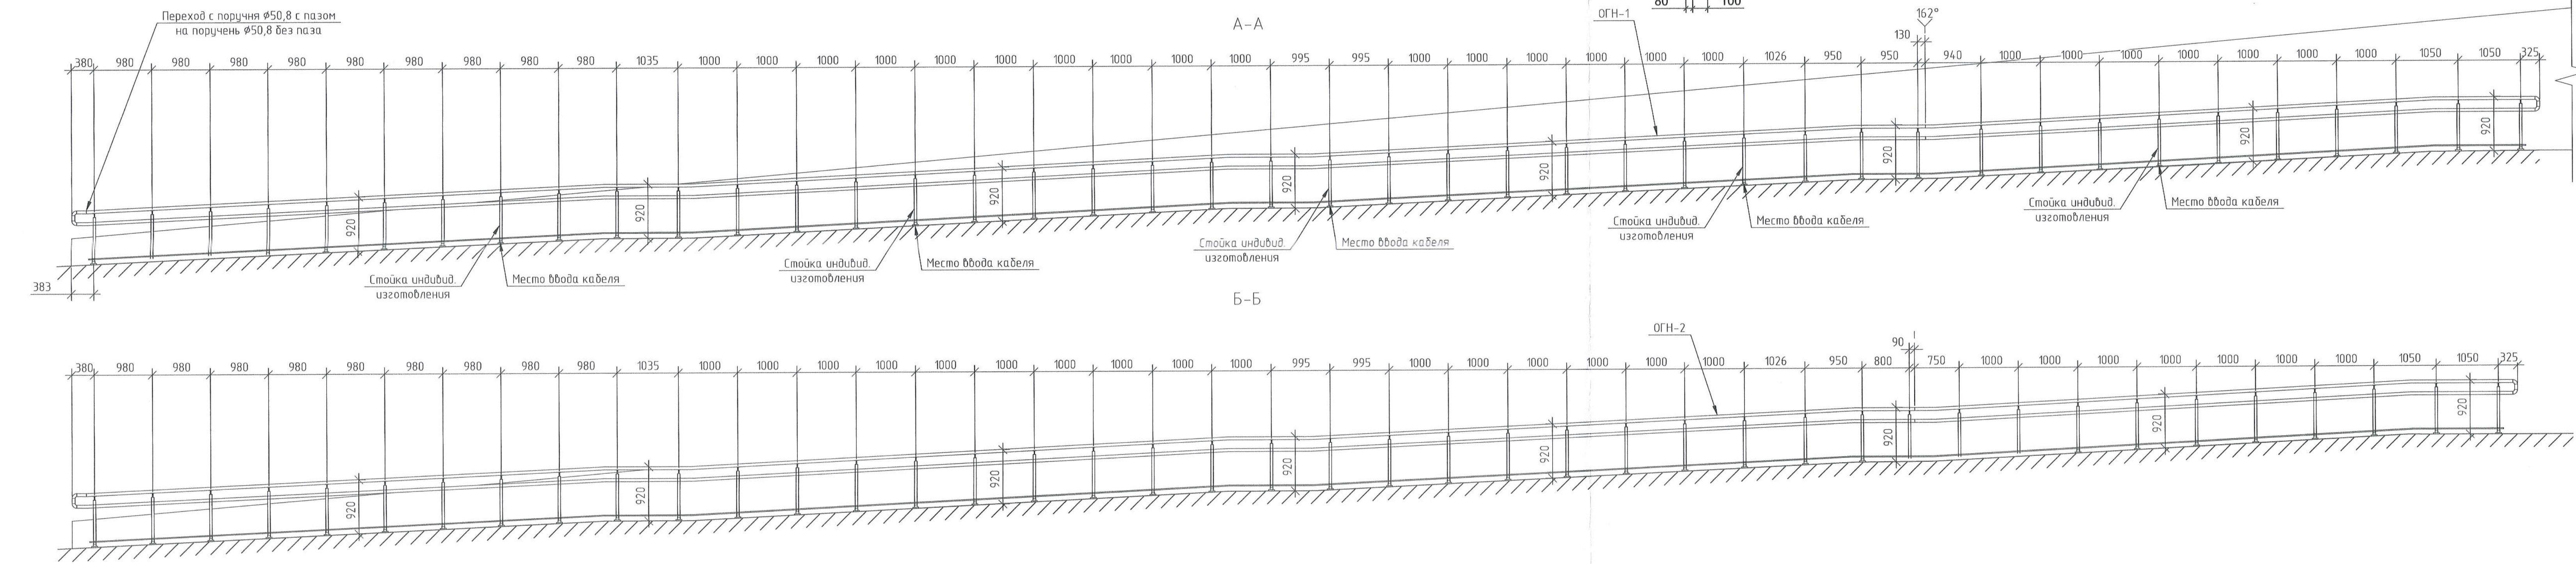 80 100
Переход с поручня Ø50,8 с пазом
на поручень Ø50,8 без паза
А-А
ОГН-1
162°
130
380 980 980 980 980 980 980 980 980 980 1035 1000 1000 1000 1000 1000 1000 1000 1000 1000 1000 995 995 1000 1000 1000 1000 1000 1000 1026 950 950 940 1000 1000 1000 1000 1000 1000 1000 1050 1050 325
920 920 920 920 920 920 920 920
Стойка индивид.
изготовления
Место ввода кабеля
Стойка индивид.
изготовления
Место ввода кабеля
Стойка индивид.
изготовления
Место ввода кабеля
Стойка индивид.
изготовления
Место ввода кабеля
Стойка индивид.
изготовления
Место ввода кабеля
383
Б-Б
ОГН-2
90
380 980 980 980 980 980 980 980 980 980 1035 1000 1000 1000 1000 1000 1000 1000 1000 1000 1000 995 995 1000 1000 1000 1000 1000 1000 1026 950 800 750 1000 1000 1000 1000 1000 1000 1000 1050 1050 325
920 920 920 920 920 920 920 920